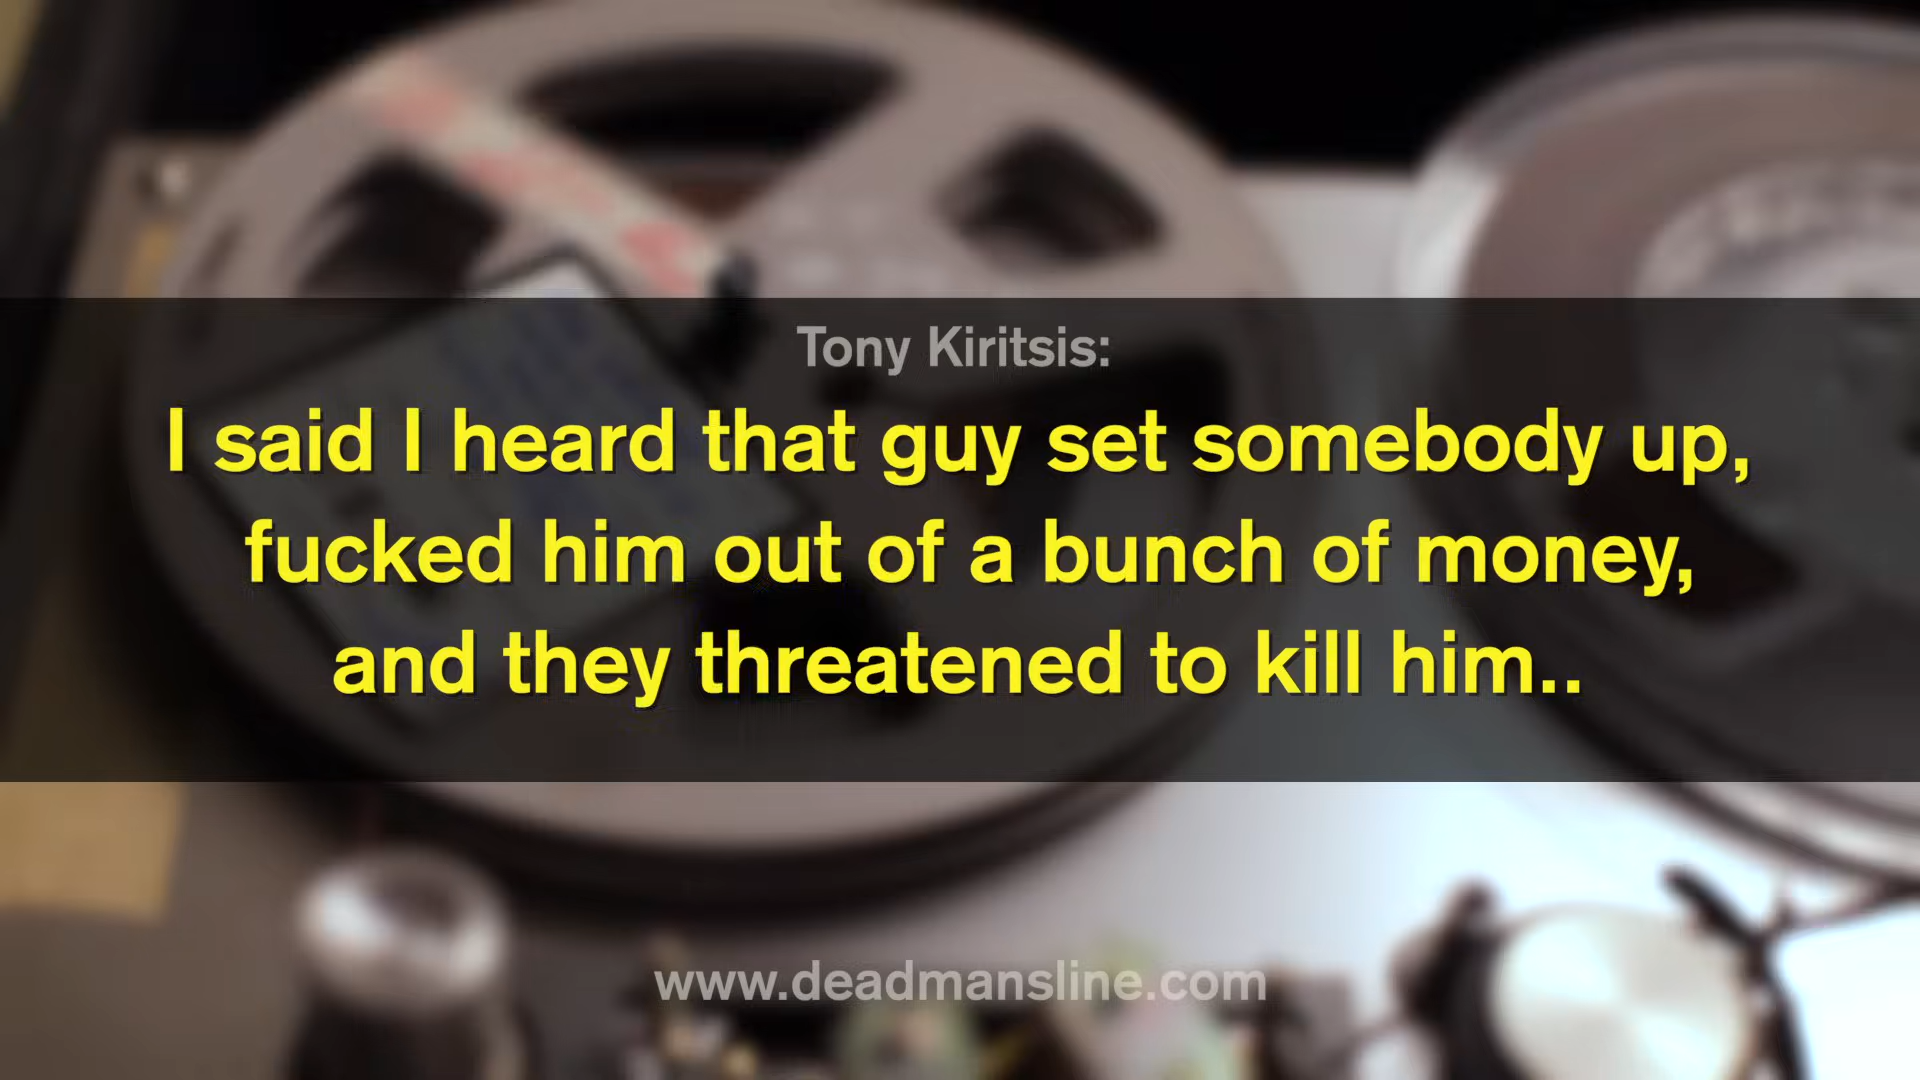 Tony Kiritsis:
I said I heard that guy set somebody up,
fucked him out of a bunch of money,
and they threatened to kill him..
www.deadmansline.com